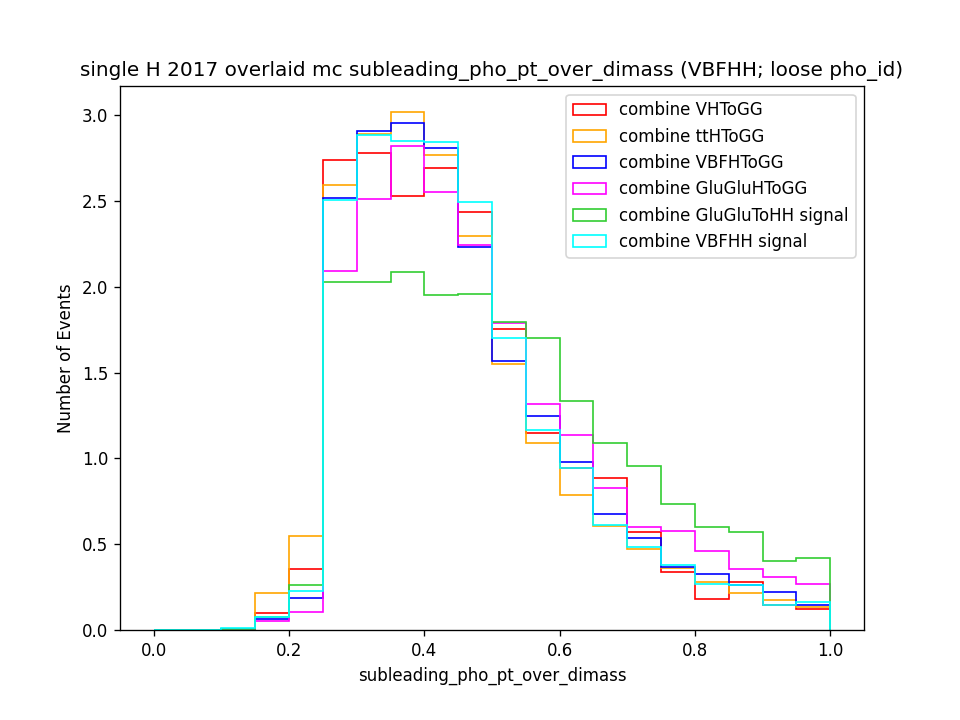 single H 2017 overlaid mc subleading_pho_pt_over_dimass (VBFHH; loose pho_id)
combine VHToGG
combine ttHToGG
combine VBFHToGG
combine GluGluHToGG
combine GluGluToHH signal
combine VBFHH signal
Number of Events
3.0
2.5
2.0
1.5
1.0
0.5
0.0
0.0 0.2 0.4 0.6 0.8 1.0
subleading_pho_pt_over_dimass